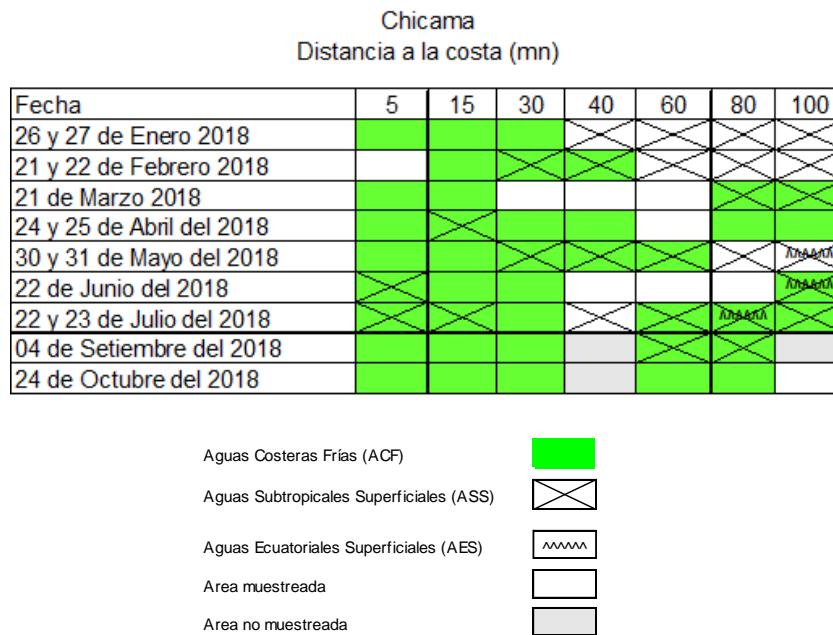 Chicama
Distancia a la costa (mn)
Fecha 5 15 30 40 60 80 100
26 y 27 de Enero 2018
21 y 22 de Febrero 2018
21 de Marzo 2018
24 y 25 de Abril del 2018
30 y 31 de Mayo del 2018
22 de Junio del 2018
22 y 23 de Julio del 2018
04 de Setiembre del 2018
24 de Octubre del 2018
Aguas Costeras Frías (ACF)
Aguas Subtropicales Superficiales (ASS)
Aguas Ecuatoriales Superficiales (AES)
Area muestreada
Area no muestreada